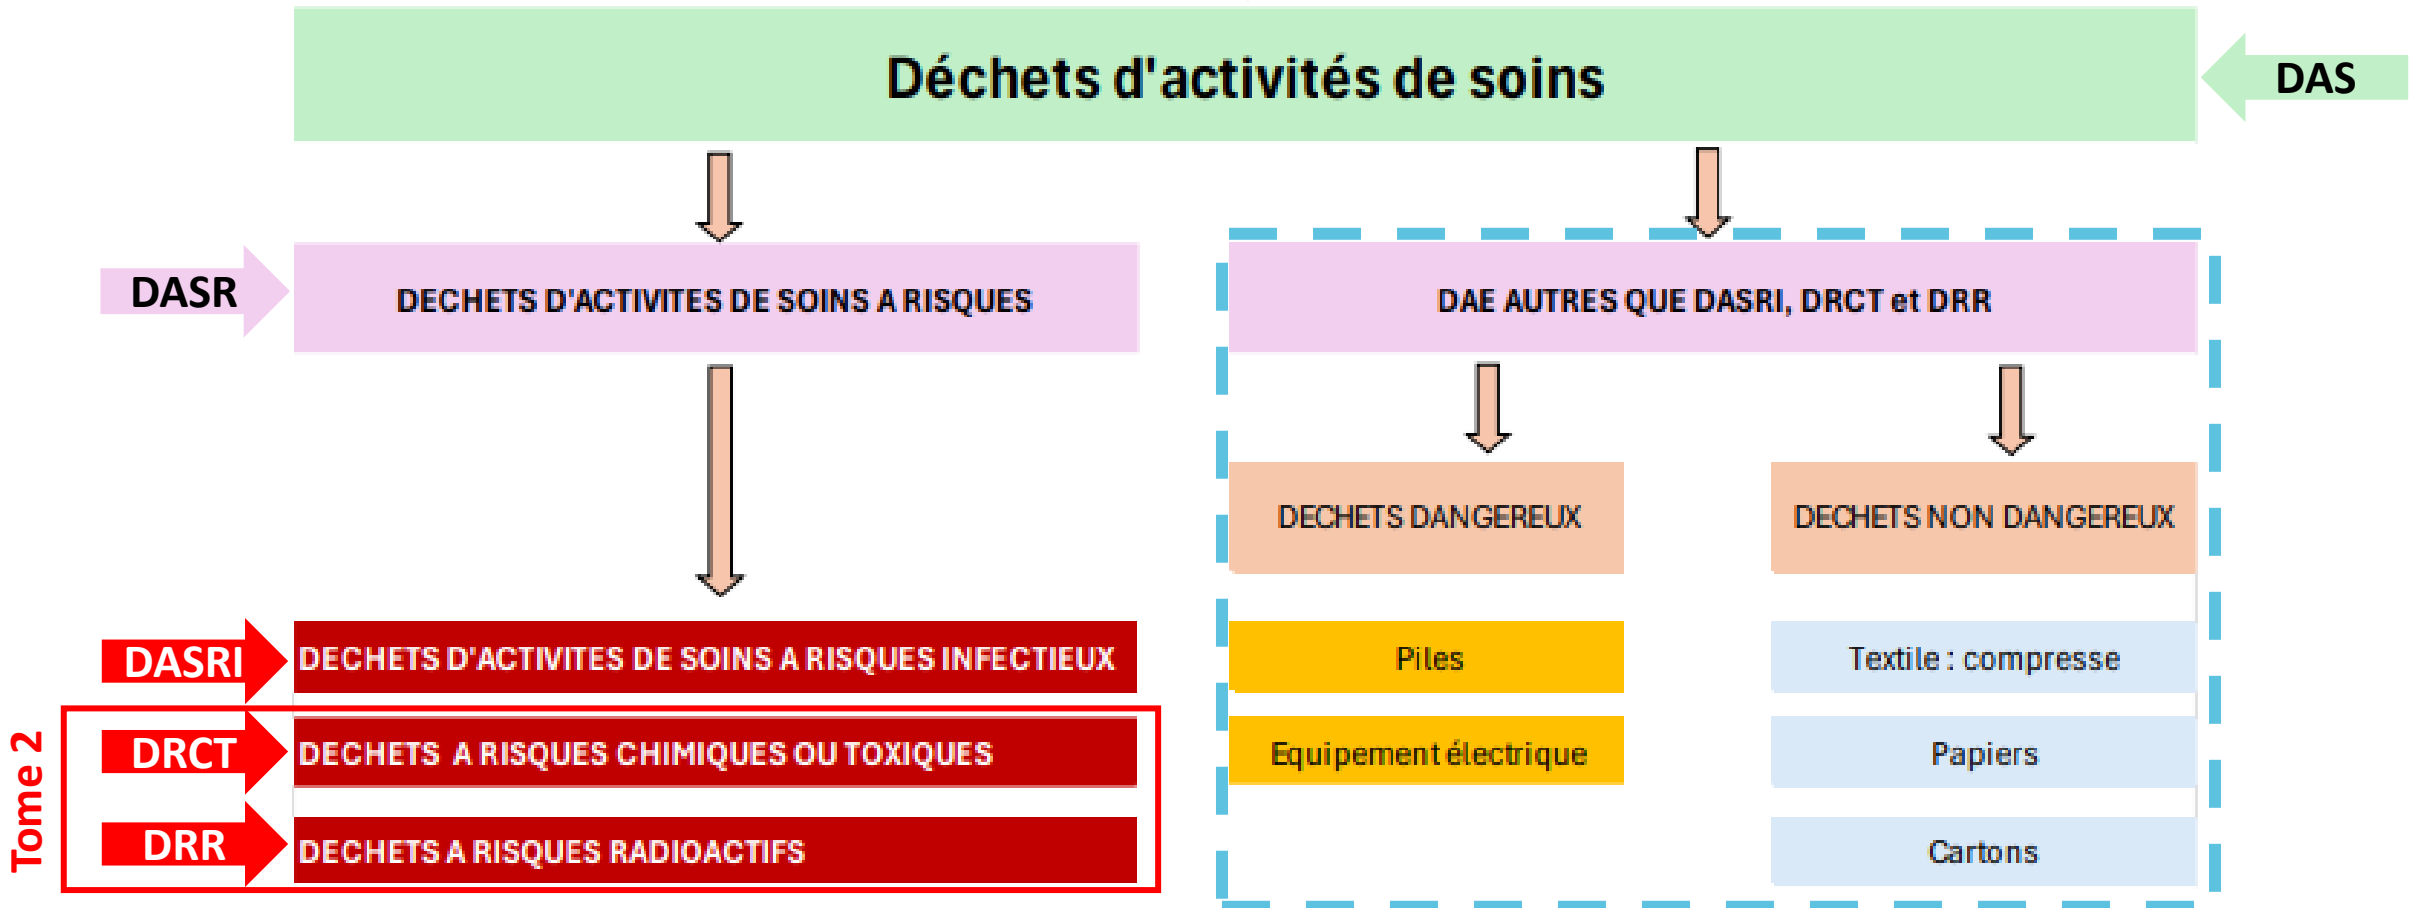 Déchets d'activités de soins
DAS
DASR
DECHETS D'ACTIVITES DE SOINS A RISQUES
DAE AUTRES QUE DASRI, DRCT et DRR
DECHETS DANGEREUX
DECHETS NON DANGEREUX
DASRI
DECHETS D'ACTIVITES DE SOINS A RISQUES INFECTIEUX
Piles
Textile : compresse
Tome 2
DRCT
DECHETS A RISQUES CHIMIQUES OU TOXIQUES
Equipement électrique
Papiers
DRR
DECHETS A RISQUES RADIOACTIFS
Cartons